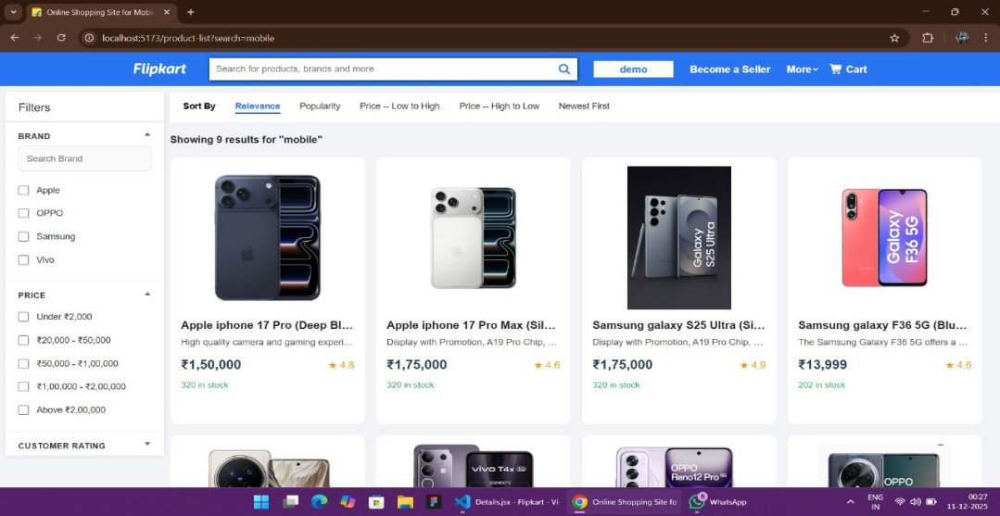 Online Shopping Site for Mobil
localhost:5173/product-list?search=mobile
Flipkart
Search for products, brands and more
demo
Become a Seller
More
Cart
Filters
Sort By
Relevance
Popularity
Price -- Low to High
Price -- High to Low
Newest First
BRAND
Search Brand
Apple
OPPO
Samsung
Vivo
PRICE
Under ₹2,000
₹20,000 - ₹50,000
₹50,000 - ₹1,00,000
₹1,00,000 - ₹2,00,000
Above ₹2,00,000
CUSTOMER RATING
Showing 9 results for "mobile"
Galaxy
S25 Ultra
Galaxy
F36 5G
Apple iphone 17 Pro (Deep Bl...
High quality camera and gaming experi...
₹1,50,000
★ 4.8
320 in stock
Apple iphone 17 Pro Max (Sil...
Display with Promotion, A19 Pro Chip, ...
₹1,75,000
★ 4.6
320 in stock
Samsung galaxy S25 Ultra (Si...
Display with Promotion, A19 Pro Chip, ...
₹1,75,000
★ 4.9
320 in stock
Samsung galaxy F36 5G (Blu...
The Samsung Galaxy F36 5G offers a ...
₹13,999
★ 4.6
202 in stock
vivo T4x 5G
OPPO
Reno12 Pro 5G
OPPO
Details.jsx - Flipkart - Vi
Online Shopping Site fo
8
WhatsApp
ENG
IN
00:27
11-12-2025